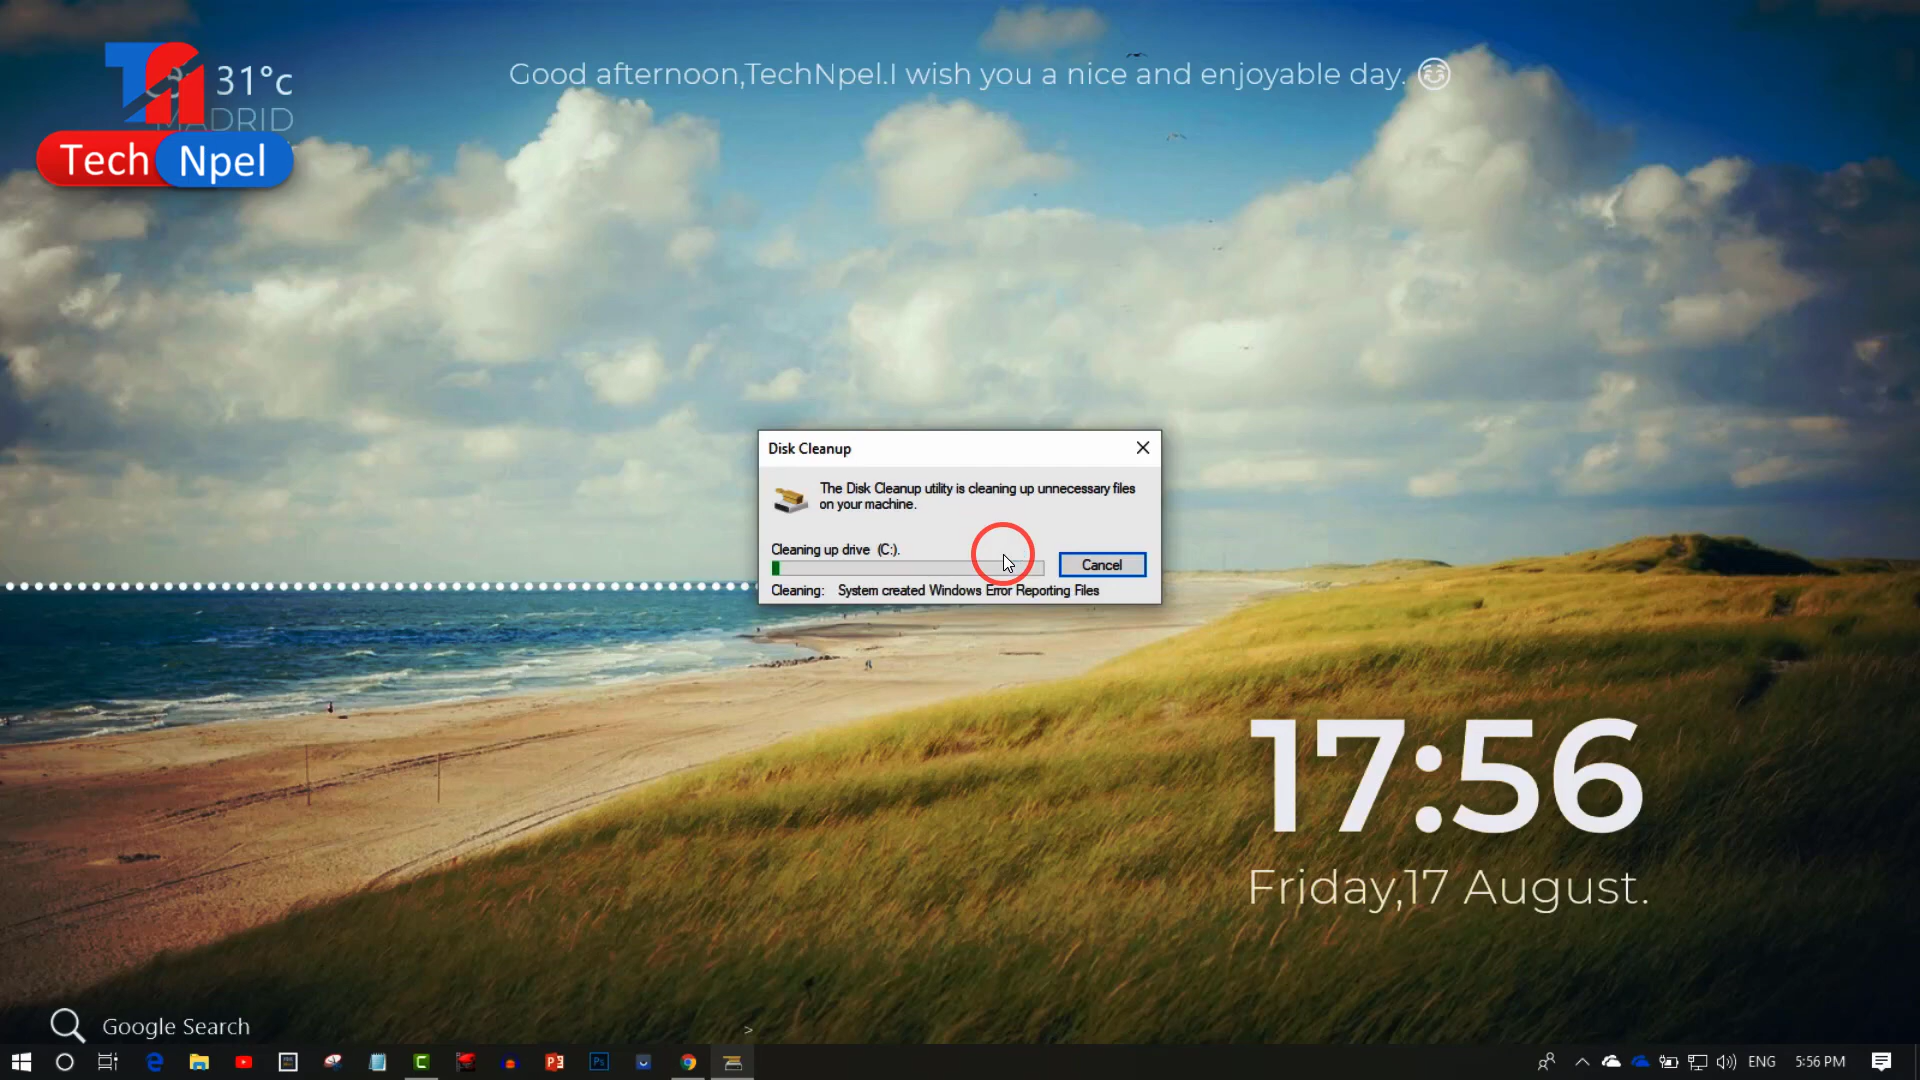 31°c
MADRID
Tech Npel
Good afternoon,TechNpel.I wish you a nice and enjoyable day.
Disk Cleanup
The Disk Cleanup utility is cleaning up unnecessary files
on your machine.
Cleaning up drive (C:).
Cancel
Cleaning: System created Windows Error Reporting Files
17:56
Friday,17 August.
Google Search
>
ENG
5:56 PM